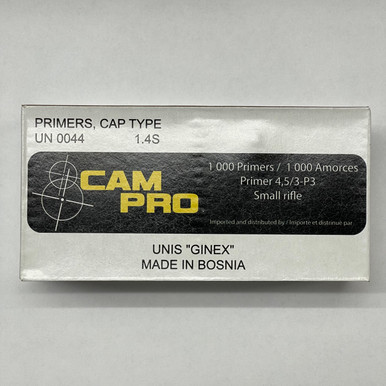 PRIMERS, CAP TYPE
UN 0044 1.4S
CAM
PRO
1 000 Primers / 1 000 Amorces
Primer 4,5/3-P3
Small rifle
Imported and distributed by / Importe et distribué par
UNIS "GINEX"
MADE IN BOSNIA